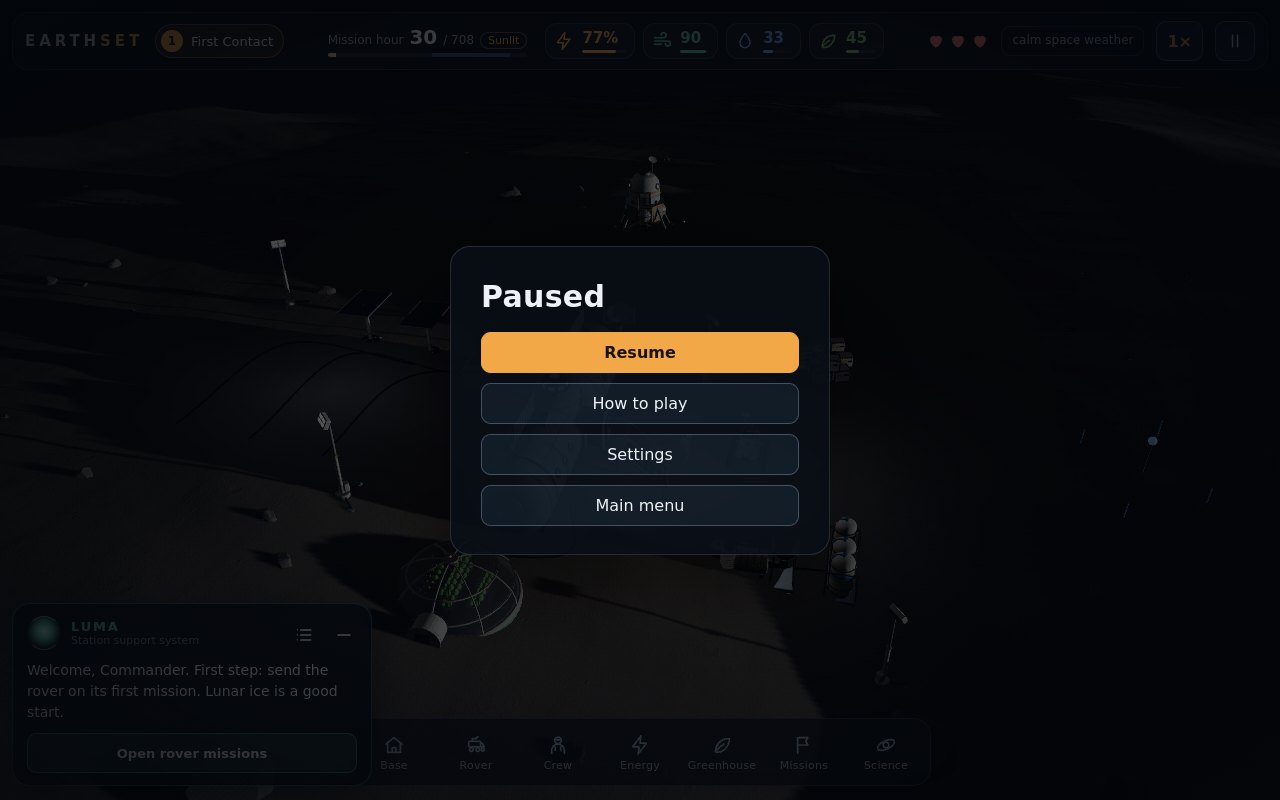 EARTHSET
1 First Contact
Mission hour 30 / 708 Sunlit
77%
90
33
45
calm space weather
1×
Paused
Resume
How to play
Settings
Main menu
LUMA
Station support system
Welcome, Commander. First step: send the
rover on its first mission. Lunar ice is a good
start.
Open rover missions
Base
Rover
Crew
Energy
Greenhouse
Missions
Science